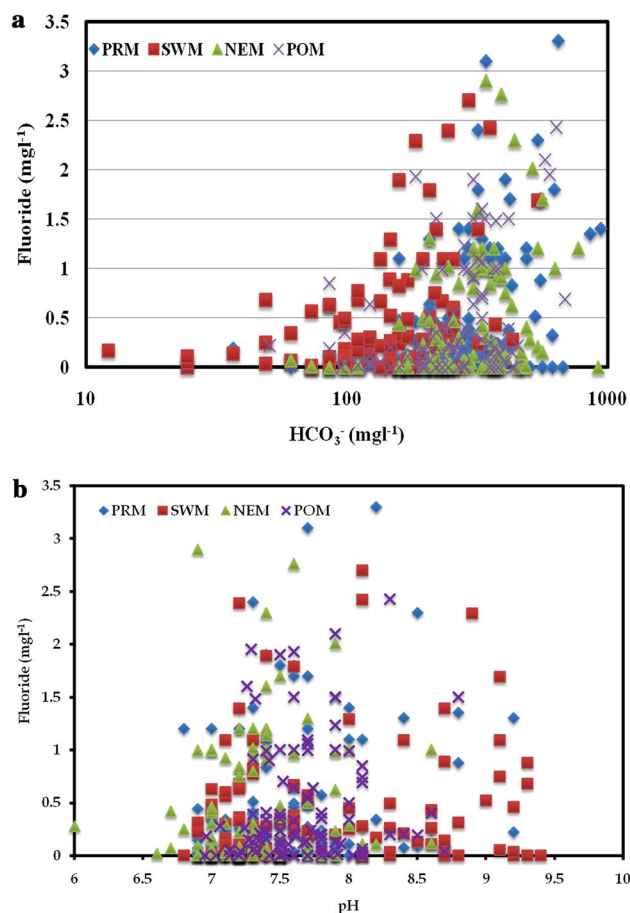 a
PRM SWM NEM POM
3.5
3
2.5
2
1.5
1
0.5
0
Fluoride (mgl⁻¹)
10 100 1000
HCO₃⁻ (mgl⁻¹)
b
PRM SWM NEM POM
3.5
3
2.5
2
1.5
1
0.5
0
Fluoride (mgl⁻¹)
6 6.5 7 7.5 8 8.5 9 9.5 10
pH